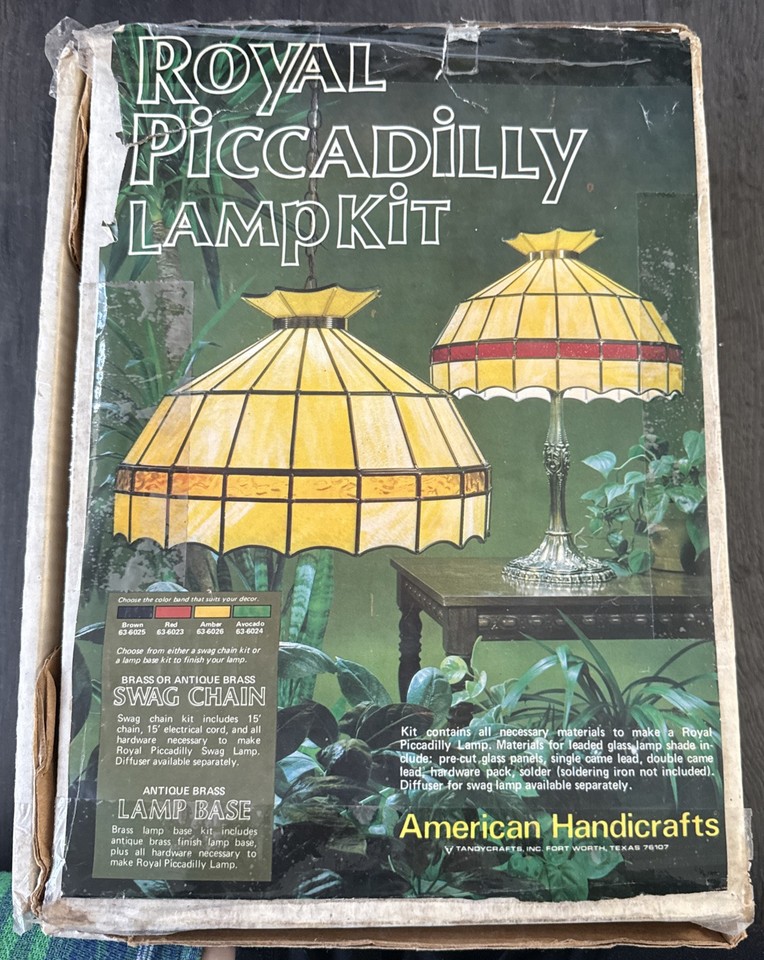 ROYAL
PICCADILLY
LAMP KIT
Choose the color band that suits your decor.
Brown Red Amber Avocado
63-6025 63-6023 63-6026 63-6024
Choose from either a swag chain kit or
a lamp base kit to finish your lamp.
BRASS OR ANTIQUE BRASS
SWAG CHAIN
Swag chain kit includes 15'
chain, 15' electrical cord, and all
hardware necessary to make
Royal Piccadilly Swag Lamp.
Diffuser available separately.
ANTIQUE BRASS
LAMP BASE
Brass lamp base kit includes
antique brass finish lamp base,
plus all hardware necessary to
make Royal Piccadilly Lamp.
Kit contains all necessary materials to make a Royal
Piccadilly Lamp. Materials for leaded glass lamp shade in-
clude: pre-cut glass panels, single came lead, double came
lead, hardware pack, solder (soldering iron not included).
Diffuser for swag lamp available separately.
American Handicrafts
TANDYCRAFTS, INC. FORT WORTH, TEXAS 76107